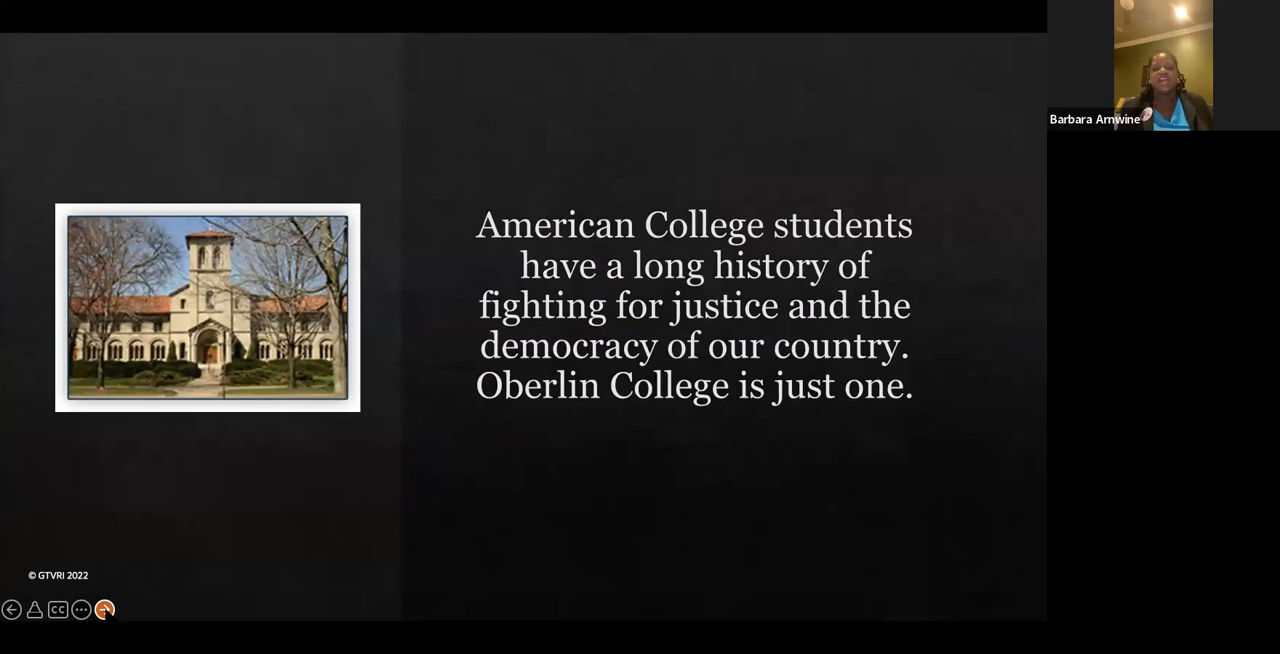 American College students
have a long history of
fighting for justice and the
democracy of our country.
Oberlin College is just one.
Barbara Arnwine
© GTVRI 2022
CC